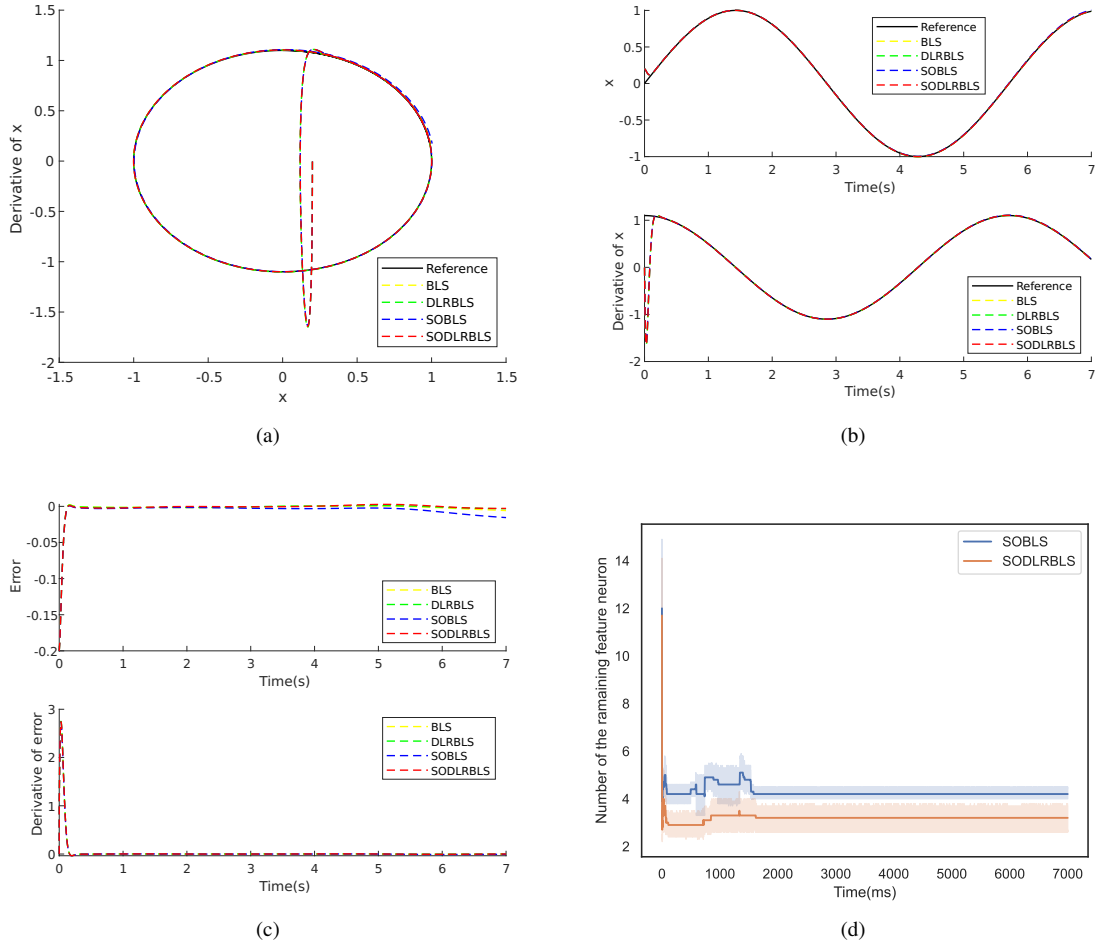 1.5
1
0.5
0
-0.5
-1
-1.5
-2
Derivative of x
-1.5
-1
-0.5
0
0.5
1
1.5
x
Reference
BLS
DLRBLS
SOBLS
SODLRBLS
(a)
1
0.5
0
-0.5
-1
x
0
1
2
3
4
5
6
7
Time(s)
Reference
BLS
DLRBLS
SOBLS
SODLRBLS
1
0
-1
-2
Derivative of x
0
1
2
3
4
5
6
7
Time(s)
Reference
BLS
DLRBLS
SOBLS
SODLRBLS
(b)
0
-0.05
-0.1
-0.15
-0.2
Error
0
1
2
3
4
5
6
7
Time(s)
BLS
DLRBLS
SOBLS
SODLRBLS
3
2
1
0
Derivative of error
0
1
2
3
4
5
6
7
Time(s)
BLS
DLRBLS
SOBLS
SODLRBLS
(c)
14
12
10
8
6
4
2
Number of the ramaining feature neuron
0
1000
2000
3000
4000
5000
6000
7000
Time(ms)
SOBLS
SODLRBLS
(d)